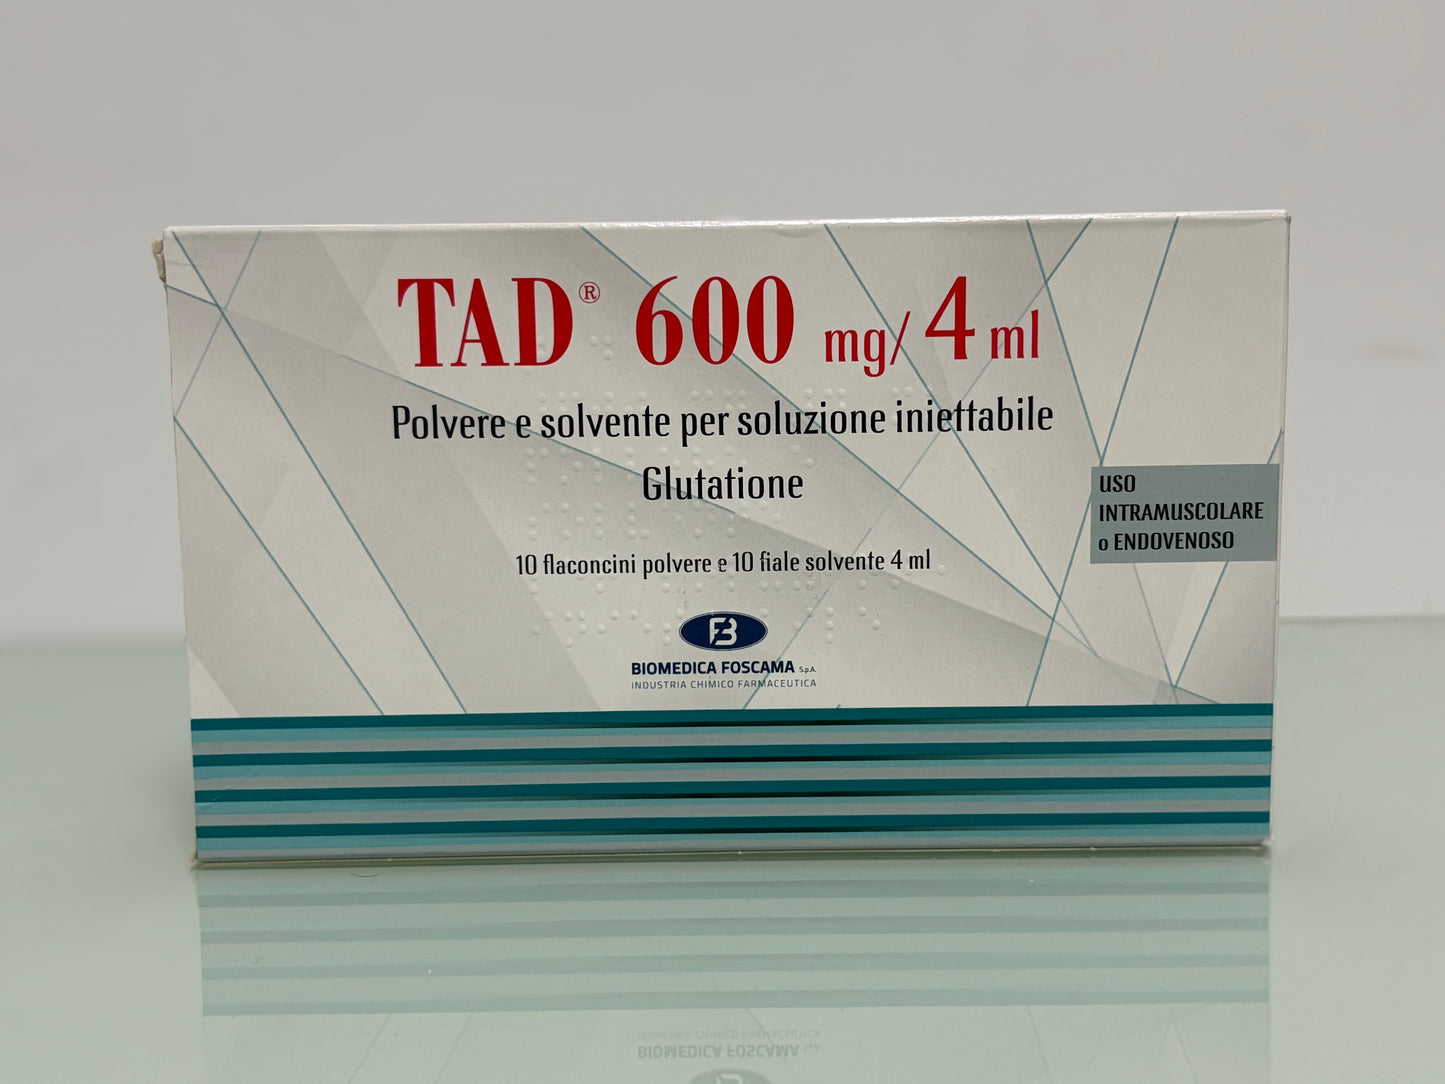 TAD® 600 mg/ 4 ml
Polvere e solvente per soluzione iniettabile
Glutatione
USO
INTRAMUSCOLARE
o ENDOVENOSO
10 flaconcini polvere e 10 fiale solvente 4 ml
FB
BIOMEDICA FOSCAMA S.p.A.
INDUSTRIA CHIMICO FARMACEUTICA